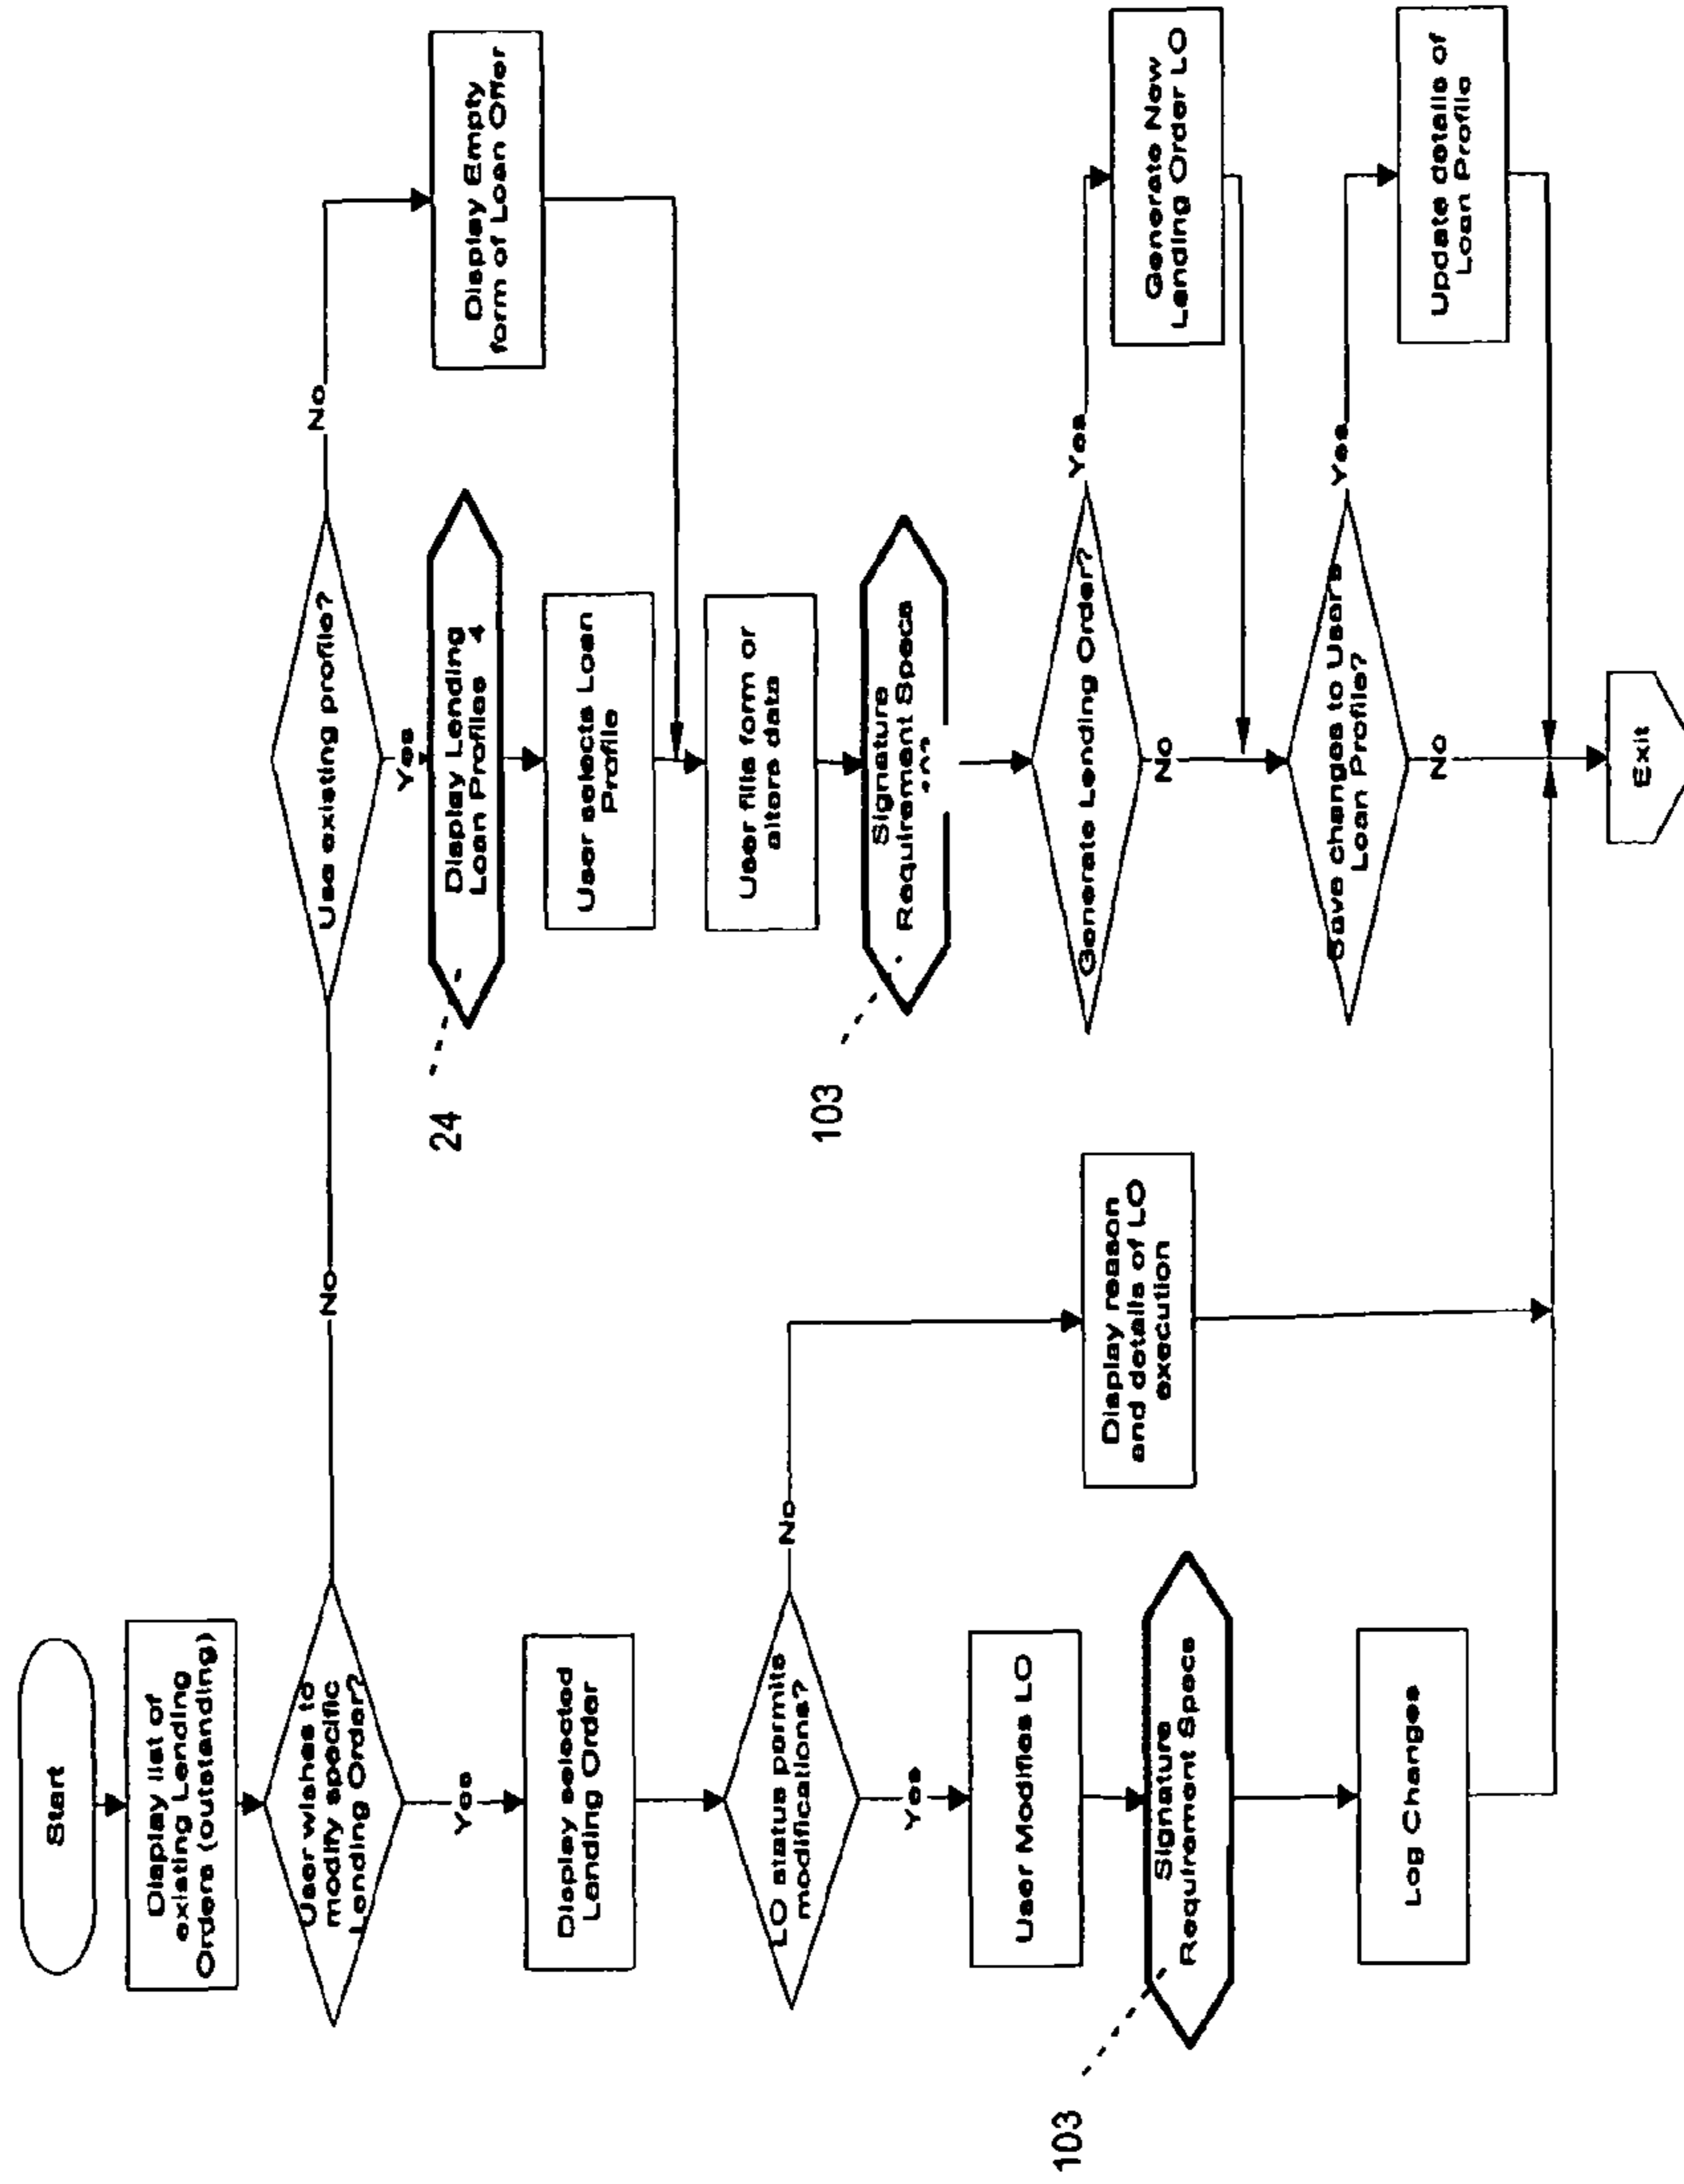 Start
Display list of
existing Lending
Orders (outstanding)
User wishes to
modify specific
Lending Order?
No
Yes
Display selected
Lending Order
LO status permits
modifications?
No
Yes
User Modifies LO
Display reason
and details of LO
execution
Signature
Requirement Specs
103
Log Changes
Use existing profile?
No
Yes
Display Lending
Loan Profiles 4
24
Display Empty
form of Loan Offer
User selects Loan
Profile
User fills form or
alters data
Signature
Requirement Specs
103
Generate Lending Order?
Yes
No
Generate New
Lending Order LO
Save changes to Users
Loan Profile?
Yes
No
Update details of
Loan Profile
Exit